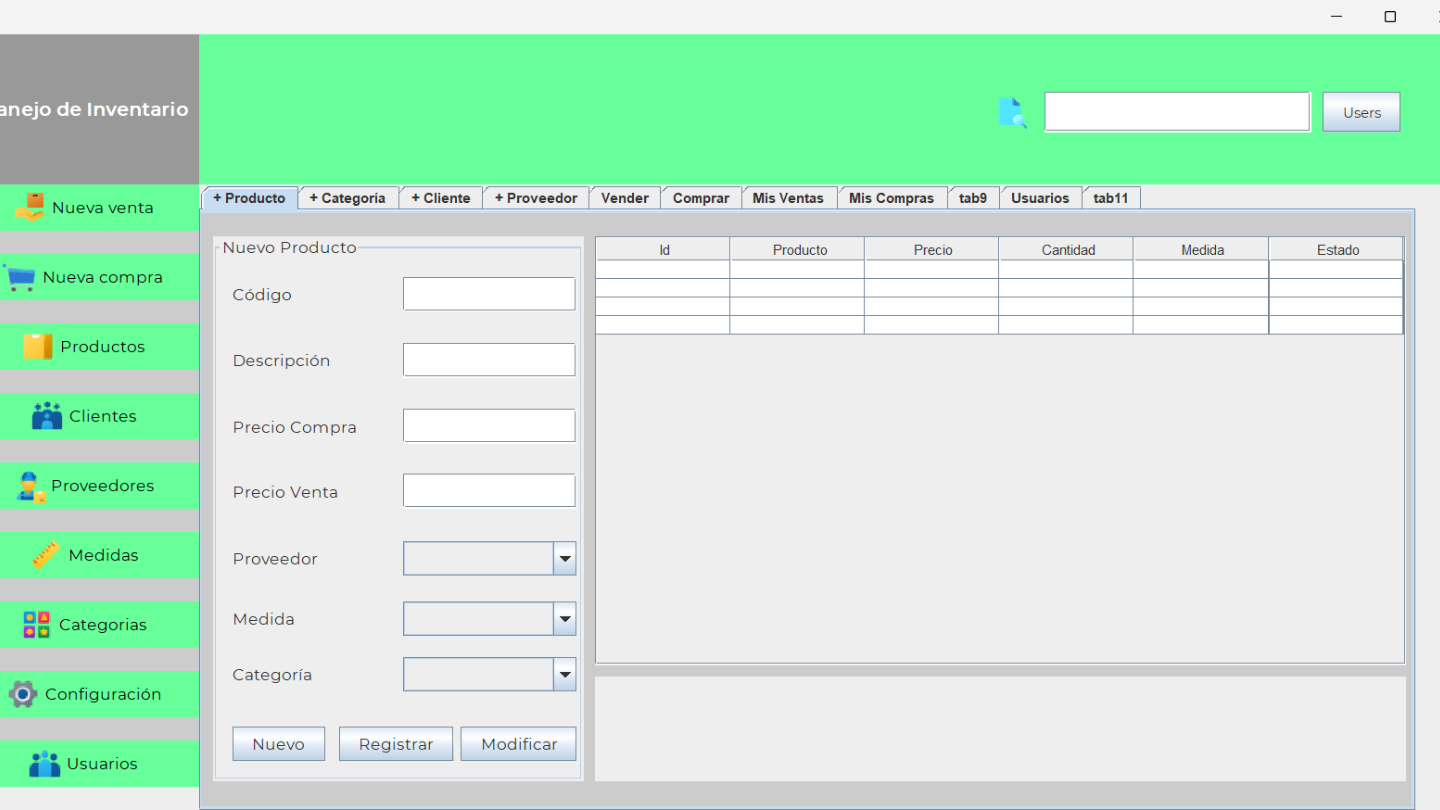 anejo de Inventario
Users
Nueva venta
Nueva compra
Productos
Clientes
Proveedores
Medidas
Categorias
Configuración
Usuarios
+ Producto + Categoría + Cliente + Proveedor Vender Comprar Mis Ventas Mis Compras tab9 Usuarios tab11
Nuevo Producto
Código
Descripción
Precio Compra
Precio Venta
Proveedor
Medida
Categoría
Nuevo Registrar Modificar
Id Producto Precio Cantidad Medida Estado